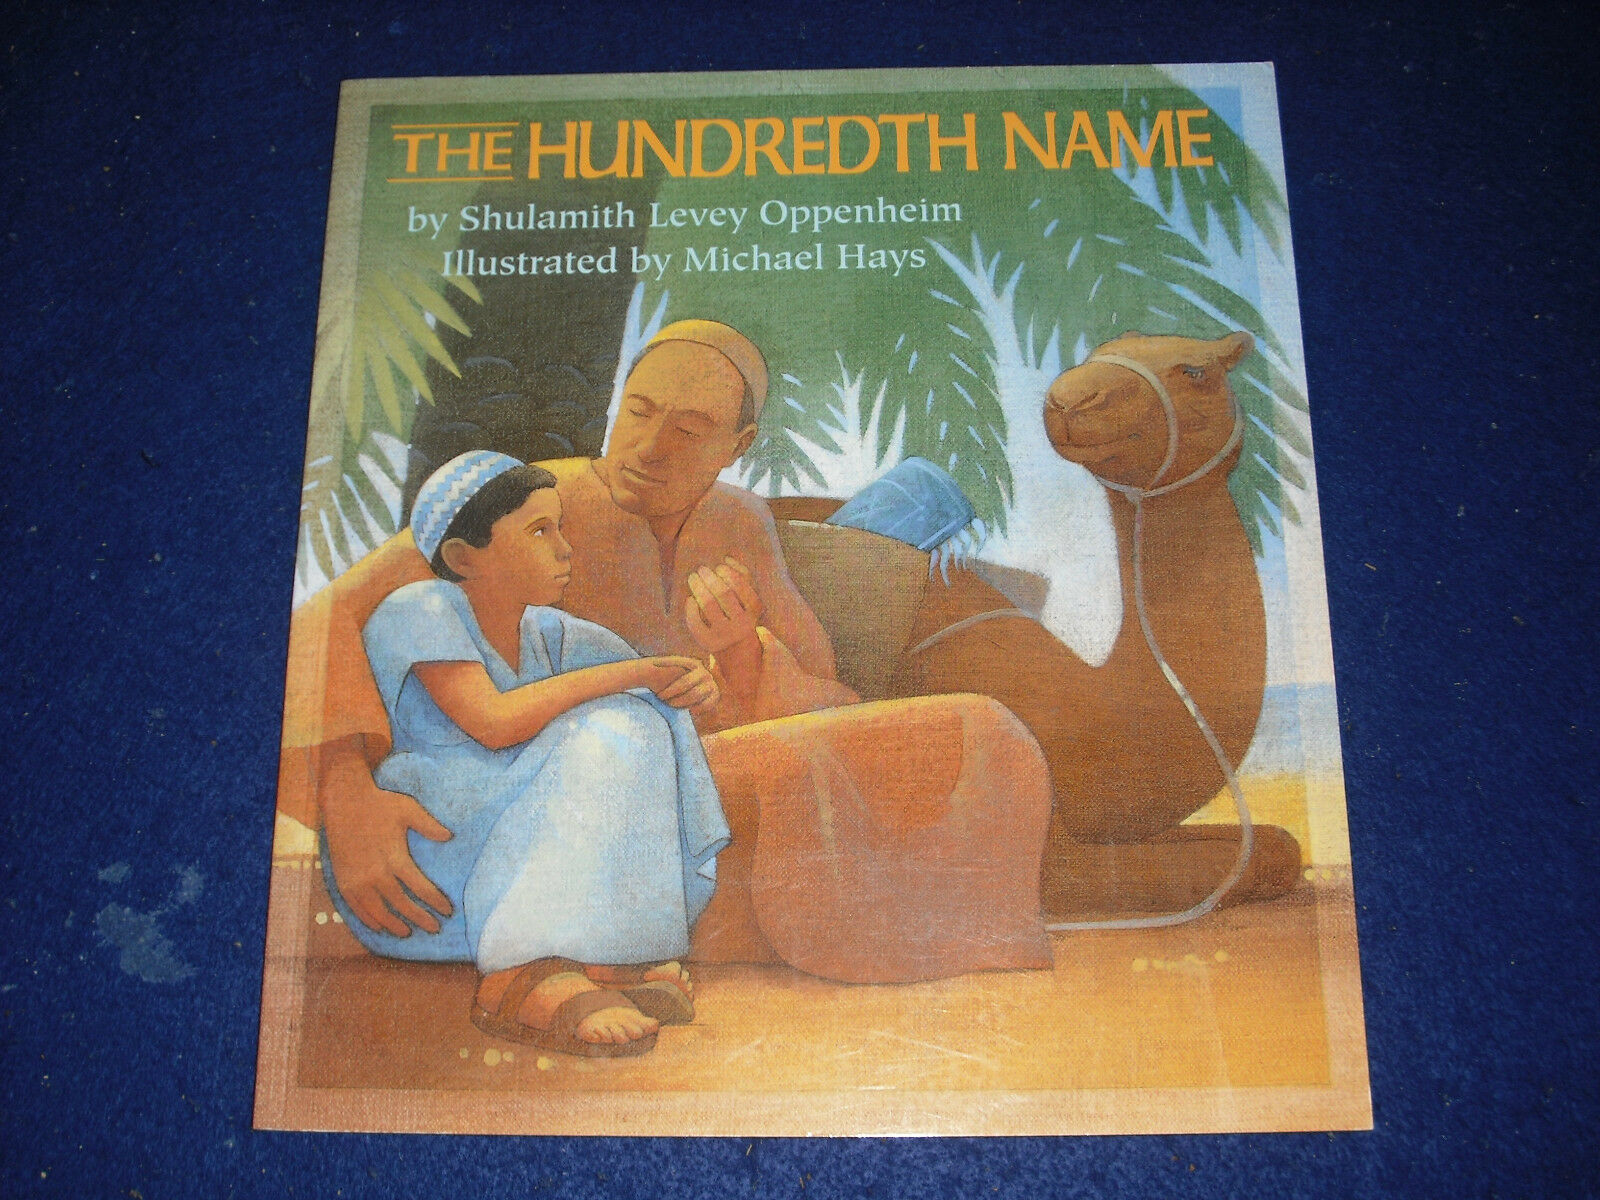 THE HUNDREDTH NAME
by Shulamith Levey Oppenheim
Illustrated by Michael Hays